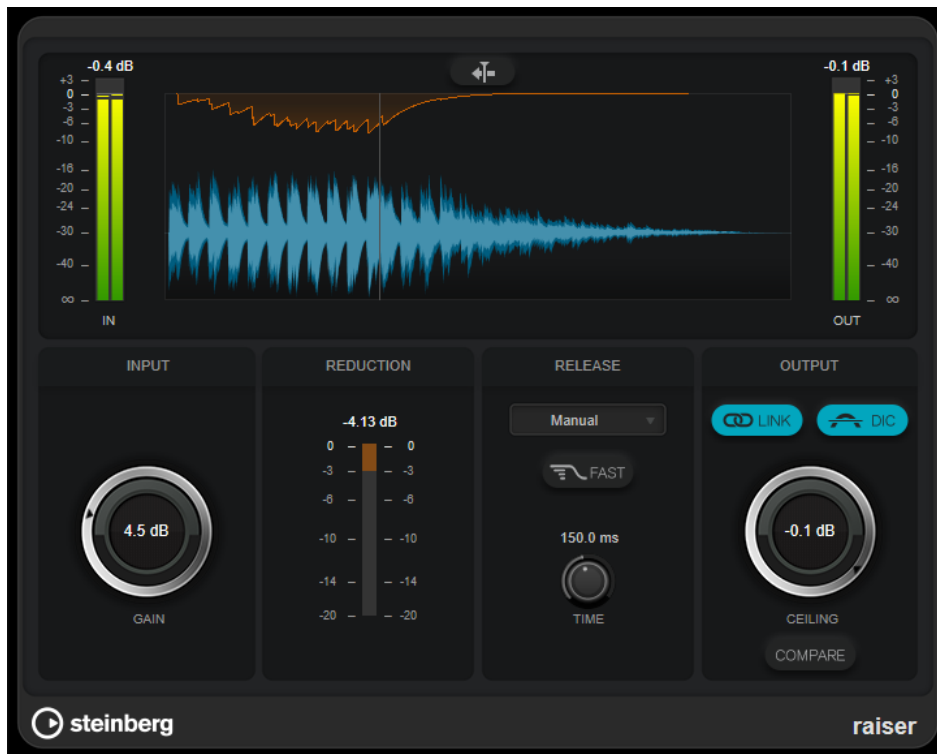 -0.4 dB
-0.1 dB
+3
0
-3
-6
-10
-16
-20
-24
-30
-40
∞
IN
+3
0
-3
-6
-10
-16
-20
-24
-30
-40
∞
OUT
INPUT
4.5 dB
GAIN
REDUCTION
-4.13 dB
0 0
-3 -3
-6 -6
-10 -10
-14 -14
-20 -20
RELEASE
Manual
FAST
150.0 ms
TIME
OUTPUT
LINK
DIC
-0.1 dB
CEILING
COMPARE
steinberg
raiser